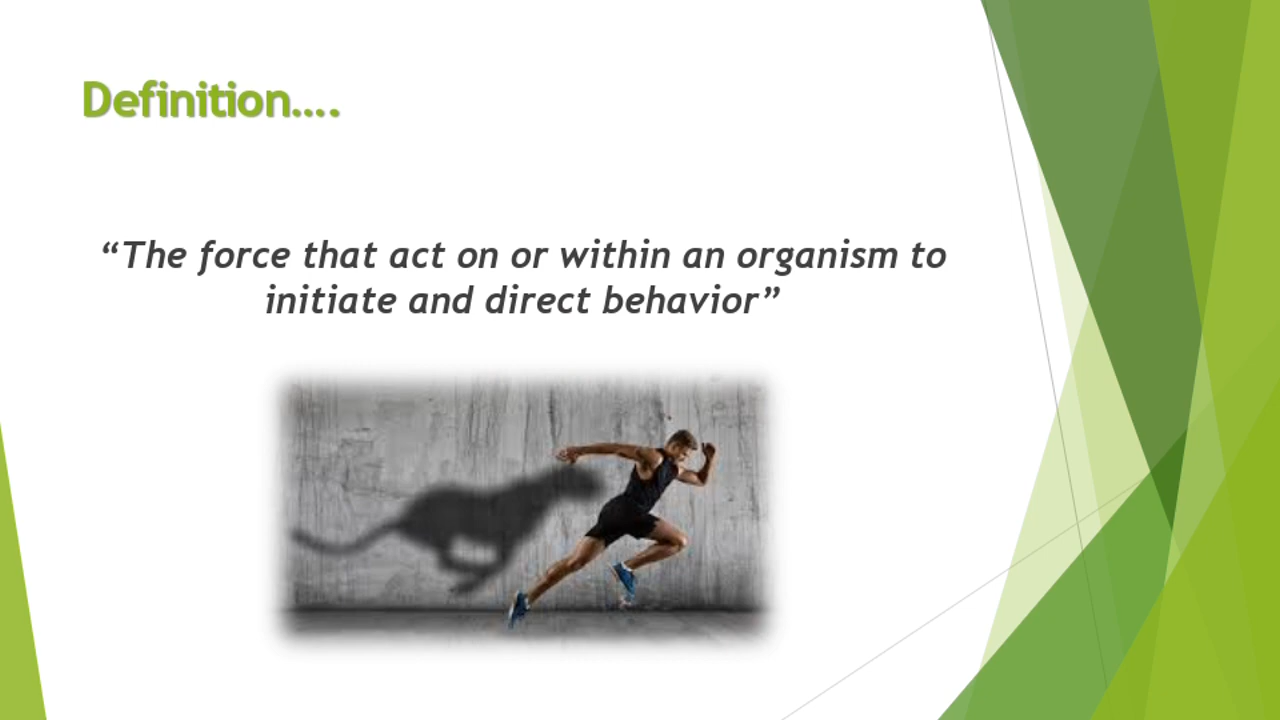 Definition....
“The force that act on or within an organism to
initiate and direct behavior”